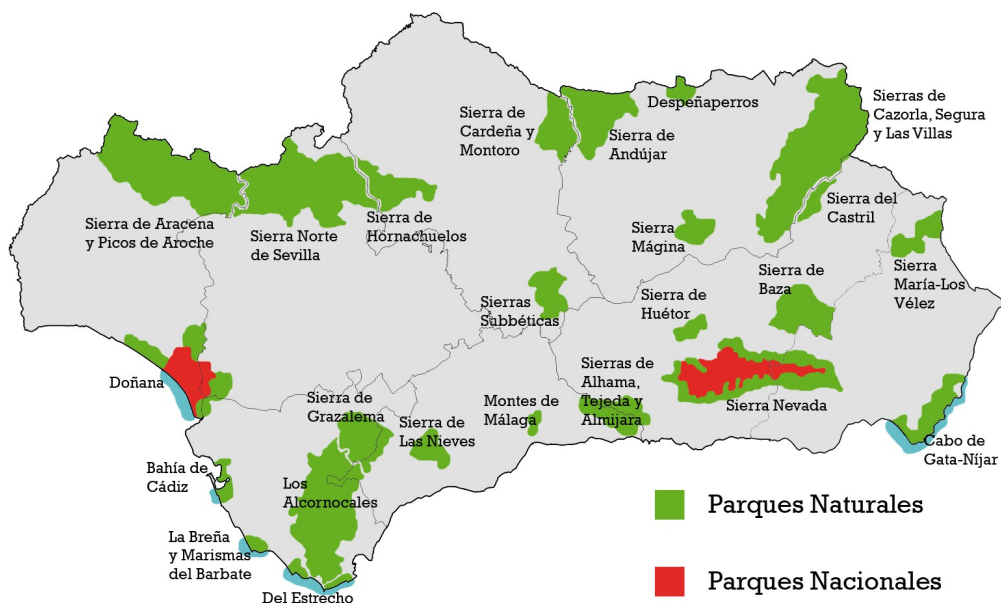 Despeñaperros
Sierras de
Cazorla, Segura
y Las Villas
Sierra de
Cardeña y
Montoro
Sierra de
Andújar
Sierra de Aracena
y Picos de Aroche
Sierra Norte
de Sevilla
Sierra de
Hornachuelos
Sierra del
Castril
Sierra
Mágina
Sierra
María-Los
Vélez
Sierra de
Baza
Sierras
Subbéticas
Sierra de
Huétor
Doñana
Sierras de
Alhama,
Tejeda y
Almijara
Sierra Nevada
Sierra de
Grazalema
Sierra de
Las Nieves
Montes de
Málaga
Cabo de
Gata-Níjar
Bahía de
Cádiz
Los
Alcornocales
La Breña
y Marismas
del Barbate
Del Estrecho
Parques Naturales
Parques Nacionales